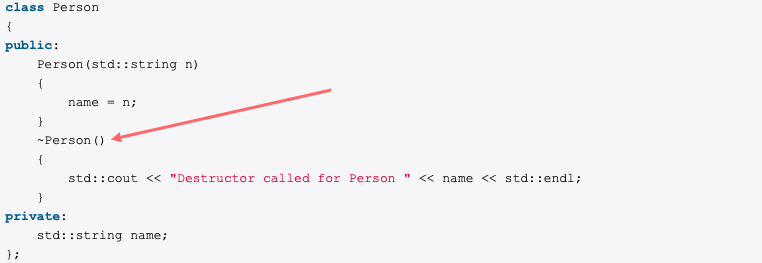 class Person
{
public:
    Person(std::string n)
    {
        name = n;
    }
    ~Person()
    {
        std::cout << "Destructor called for Person " << name << std::endl;
    }
private:
    std::string name;
};